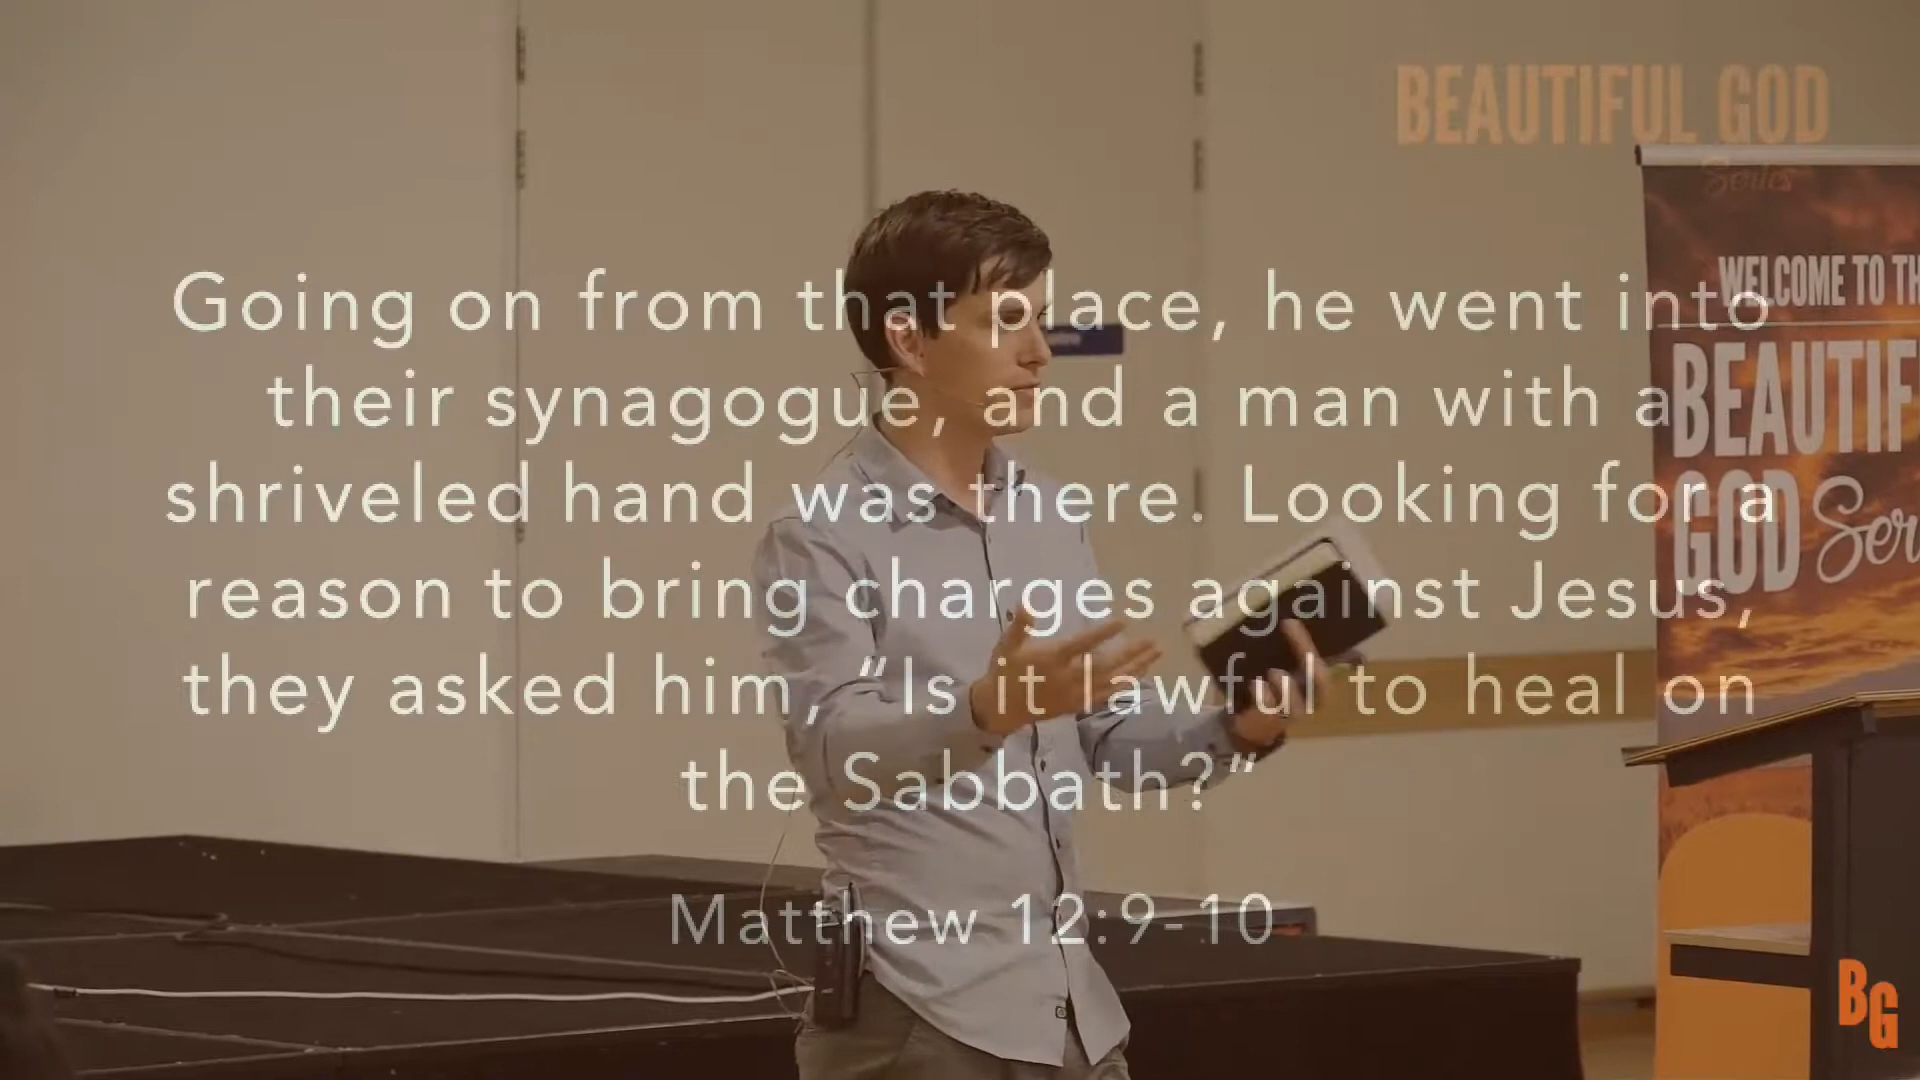 BEAUTIFUL GOD
Series
WELCOME TO TH
BEAUTIF
GOD Ser
Going on from that place, he went into
their synagogue, and a man with a
shriveled hand was there. Looking for a
reason to bring charges against Jesus,
they asked him, “Is it lawful to heal on
the Sabbath?”
Matthew 12:9-10
BG